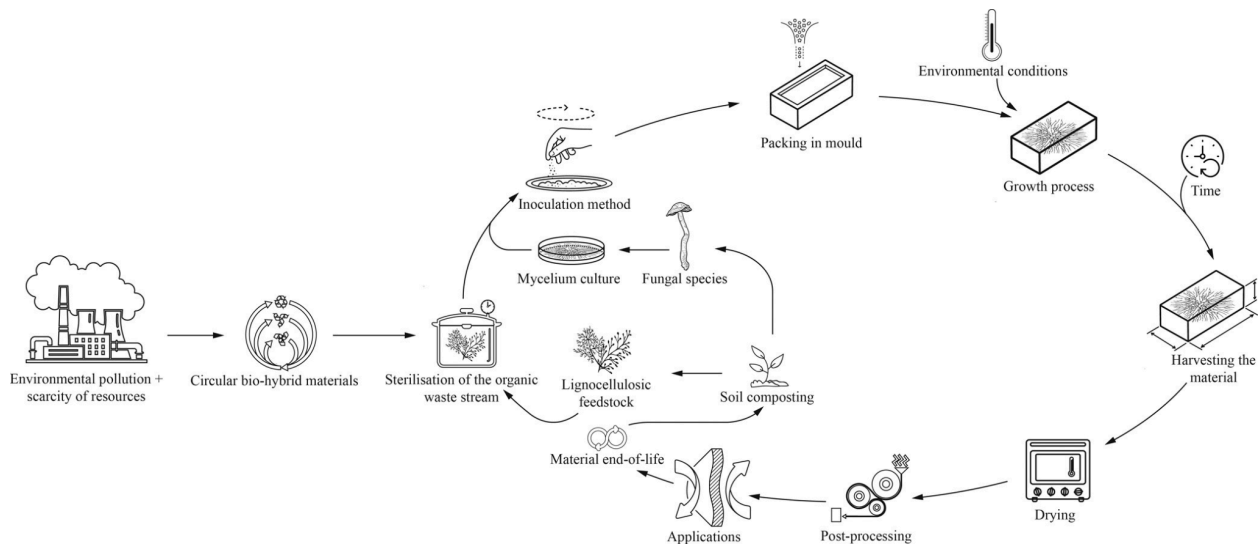 Environmental pollution +
scarcity of resources
Circular bio-hybrid materials
Sterilisation of the organic
waste stream
Inoculation method
Mycelium culture
Fungal species
Lignocellulosic
feedstock
Soil composting
Material end-of-life
Packing in mould
Environmental conditions
Growth process
Time
Harvesting the
material
Drying
Post-processing
Applications